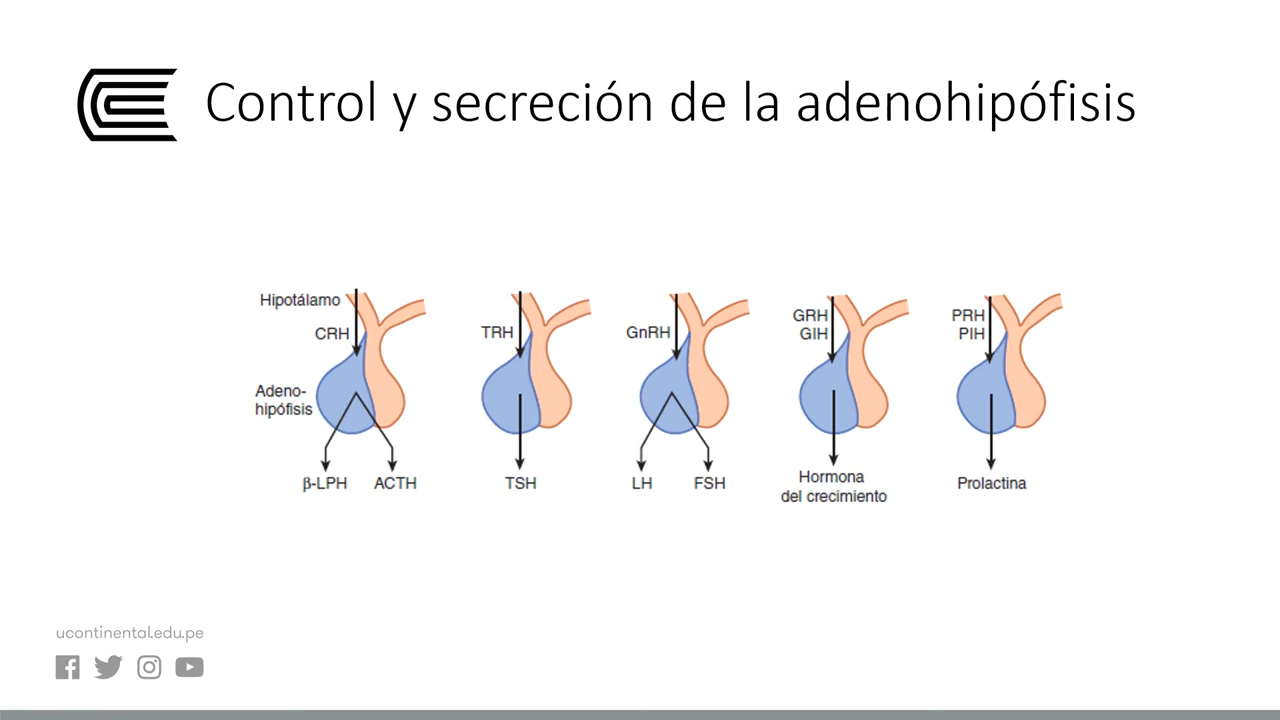 Control y secreción de la adenohipófisis
Hipotálamo
CRH
Adeno-
hipófisis
β-LPH ACTH
TRH
TSH
GnRH
LH FSH
GRH
GIH
Hormona
del crecimiento
PRH
PIH
Prolactina
ucontinental.edu.pe